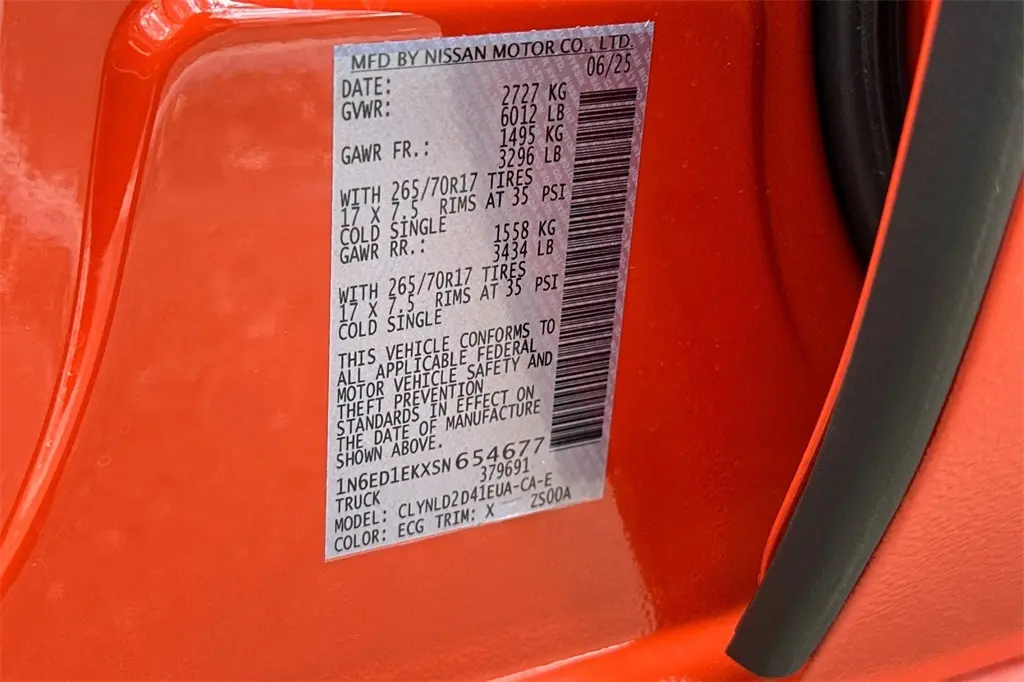 MFD BY NISSAN MOTOR CO., LTD.
DATE: 06/25
GVWR: 2727 KG
6012 LB
GAWR FR.: 1495 KG
3296 LB
WITH 265/70R17 TIRES
17 X 7.5 RIMS AT 35 PSI
COLD SINGLE
GAWR RR.: 1558 KG
3434 LB
WITH 265/70R17 TIRES
17 X 7.5 RIMS AT 35 PSI
COLD SINGLE
THIS VEHICLE CONFORMS TO
ALL APPLICABLE FEDERAL
MOTOR VEHICLE SAFETY AND
THEFT PREVENTION
STANDARDS IN EFFECT ON
THE DATE OF MANUFACTURE
SHOWN ABOVE.
1N6ED1EKXSN654677
TRUCK 379691
MODEL: CLYNLD2D41EUA-CA-E
COLOR: ECG TRIM: X ZS00A